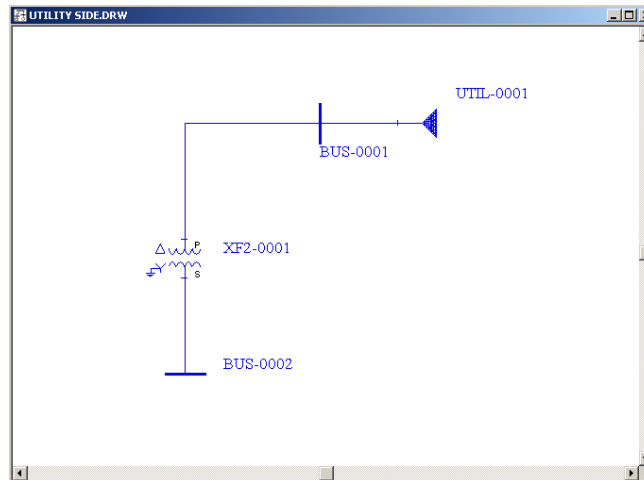 UTILITY SIDE.DRW
UTIL-0001
BUS-0001
P
XF2-0001
S
BUS-0002